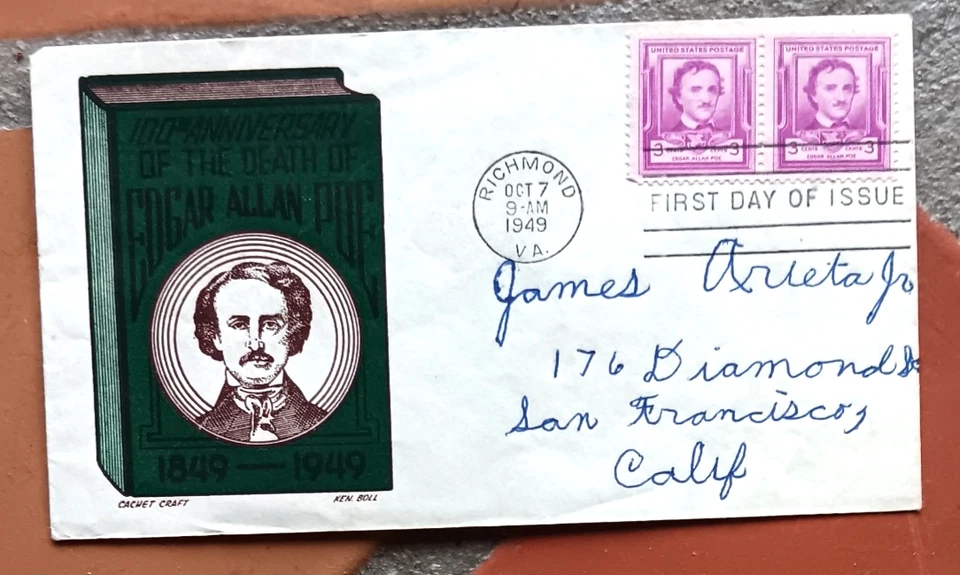 100TH ANNIVERSARY
OF THE DEATH OF
EDGAR ALLAN POE
1849 — 1949
CACHET CRAFT
KEN. BOLL
RICHMOND
OCT 7
9-AM
1949
VA.
UNITED STATES POSTAGE
3 CENTS 3
EDGAR ALLAN POE
UNITED STATES POSTAGE
3 CENTS CENTS 3
EDGAR ALLAN POE
FIRST DAY OF ISSUE
James Arieta Jr
176 Diamond St
San Francisco,
Calif